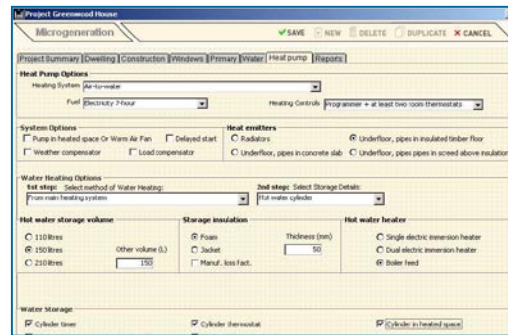 Project Greenwood House
Microgeneration
SAVE NEW DELETE DUPLICATE CANCEL
Project Summary Dwelling Construction Windows Primary Water Heat pump Reports
Heat Pump Options
Heating System Air-to-water
Fuel Electricity 7-hour Heating Controls Programmer + at least two room thermostats
System Options Heat emitters
Pump in heated space Or Warm Air Fan Delayed start Radiators Underfloor, pipes in insulated timber floor
Weather compensator Load compensator Underfloor, pipes in concrete slab Underfloor, pipes pipes in screed above insulation
Water Heating Options
1st step: Select method of Water Heating: 2nd step: Select Storage Details:
From main heating system Hot water cylinder
Hot water storage volume Storage insulation Hot water heater
110 litres Foam Thickness (mm) Single electric immersion heater
150 litres Other volume (L) Jacket 50 Dual electric immersion heater
210 litres 150 Manuf. loss fact. Boiler feed
Water Storage
Cylinder timer Cylinder thermostat Cylinder in heated space